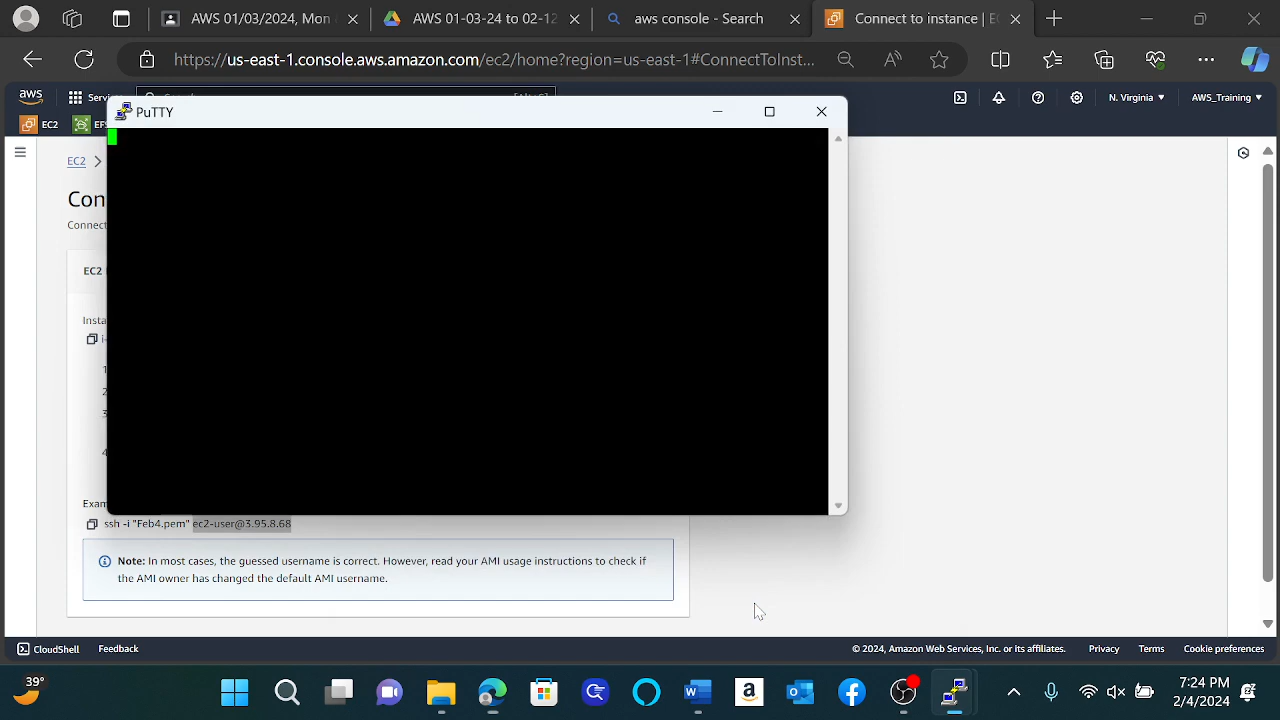 AWS 01/03/2024, Mon
AWS 01-03-24 to 02-12
aws console - Search
Connect to instance | EC
https://us-east-1.console.aws.amazon.com/ec2/home?region=us-east-1#ConnectToInst...
aws
N. Virginia
AWS_Training
PuTTY
EC2
EC2
Con
Connect
EC2
Insta
i-
1
2
3
4
Exam
ssh -i "Feb4.pem" ec2-user@3.95.8.68
Note: In most cases, the guessed username is correct. However, read your AMI usage instructions to check if
the AMI owner has changed the default AMI username.
CloudShell Feedback © 2024, Amazon Web Services, Inc. or its affiliates. Privacy Terms Cookie preferences
39°
7:24 PM
2/4/2024